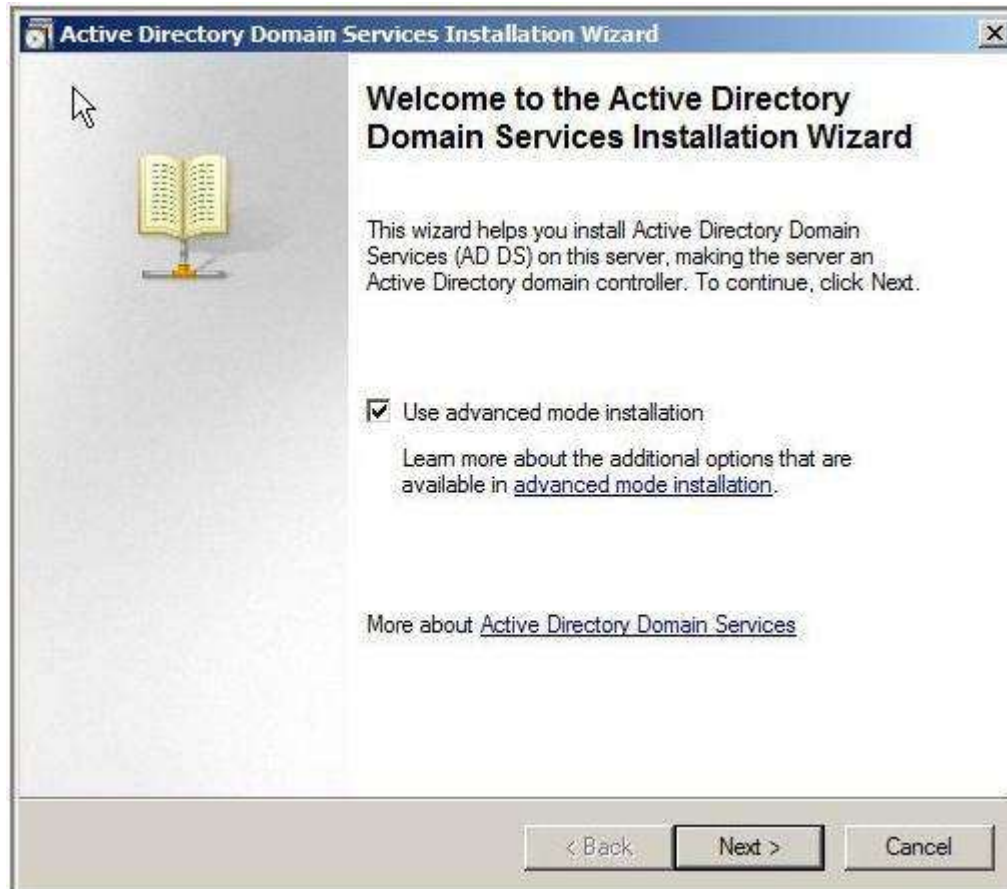 Active Directory Domain Services Installation Wizard
Welcome to the Active Directory
Domain Services Installation Wizard
This wizard helps you install Active Directory Domain
Services (AD DS) on this server, making the server an
Active Directory domain controller. To continue, click Next.
Use advanced mode installation
Learn more about the additional options that are
available in advanced mode installation.
More about Active Directory Domain Services
< Back
Next >
Cancel